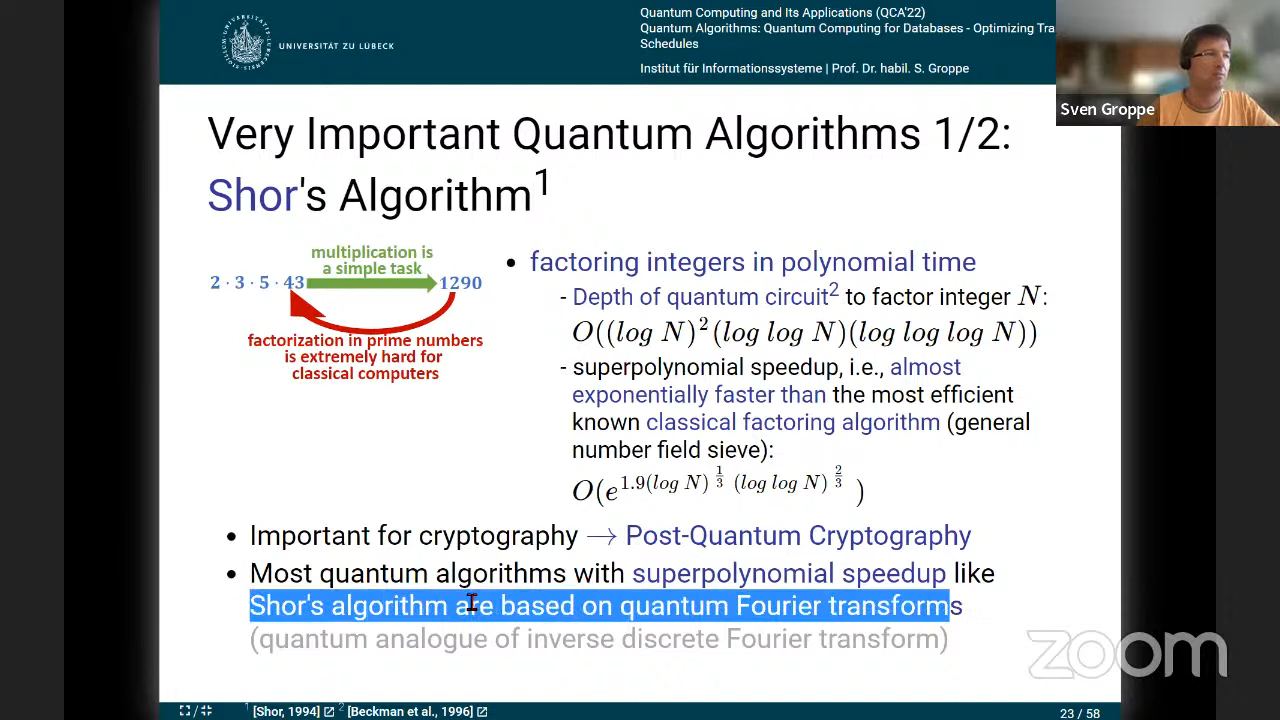 UNIVERSITÄT ZU LÜBECK
Quantum Computing and Its Applications (QCA'22)
Quantum Algorithms: Quantum Computing for Databases - Optimizing Tra
Schedules
Institut für Informationssysteme | Prof. Dr. habil. S. Groppe
Sven Groppe
Very Important Quantum Algorithms 1/2:
Shor's Algorithm¹
multiplication is
a simple task
2 · 3 · 5 · 43
1290
factorization in prime numbers
is extremely hard for
classical computers
• factoring integers in polynomial time
- Depth of quantum circuit² to factor integer N:
O((log N)²(log log N)(log log log N))
- superpolynomial speedup, i.e., almost
exponentially faster than the most efficient
known classical factoring algorithm (general
number field sieve):
O(e^{1.9(log N)^{1/3} (log log N)^{2/3}})
• Important for cryptography → Post-Quantum Cryptography
• Most quantum algorithms with superpolynomial speedup like
Shor's algorithm are based on quantum Fourier transforms
(quantum analogue of inverse discrete Fourier transform)
zoom
¹ [Shor, 1994] ² [Beckman et al., 1996]
23 / 58